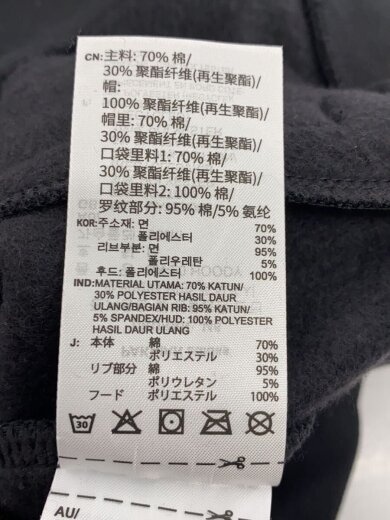 CN: 主料: 70% 棉/
30% 聚酯纤维(再生聚酯)/
帽:
100% 聚酯纤维(再生聚酯)/
帽里: 70% 棉/
30% 聚酯纤维(再生聚酯)/
口袋里料1: 70% 棉/
30% 聚酯纤维(再生聚酯)/
口袋里料2: 100% 棉/
罗纹部分: 95% 棉/5% 氨纶
KOR: 주소재: 면 70%
폴리에스터 30%
리브부분: 면 95%
폴리우레탄 5%
후드: 폴리에스터 100%
IND: MATERIAL UTAMA: 70% KATUN/
30% POLYESTER HASIL DAUR
ULANG/BAGIAN RIB: 95% KATUN/
5% SPANDEX/HUD: 100% POLYESTER
HASIL DAUR ULANG
J: 本体 綿 70%
ポリエステル 30%
リブ部分 綿 95%
ポリウレタン 5%
フード ポリエステル 100%
30
AU/